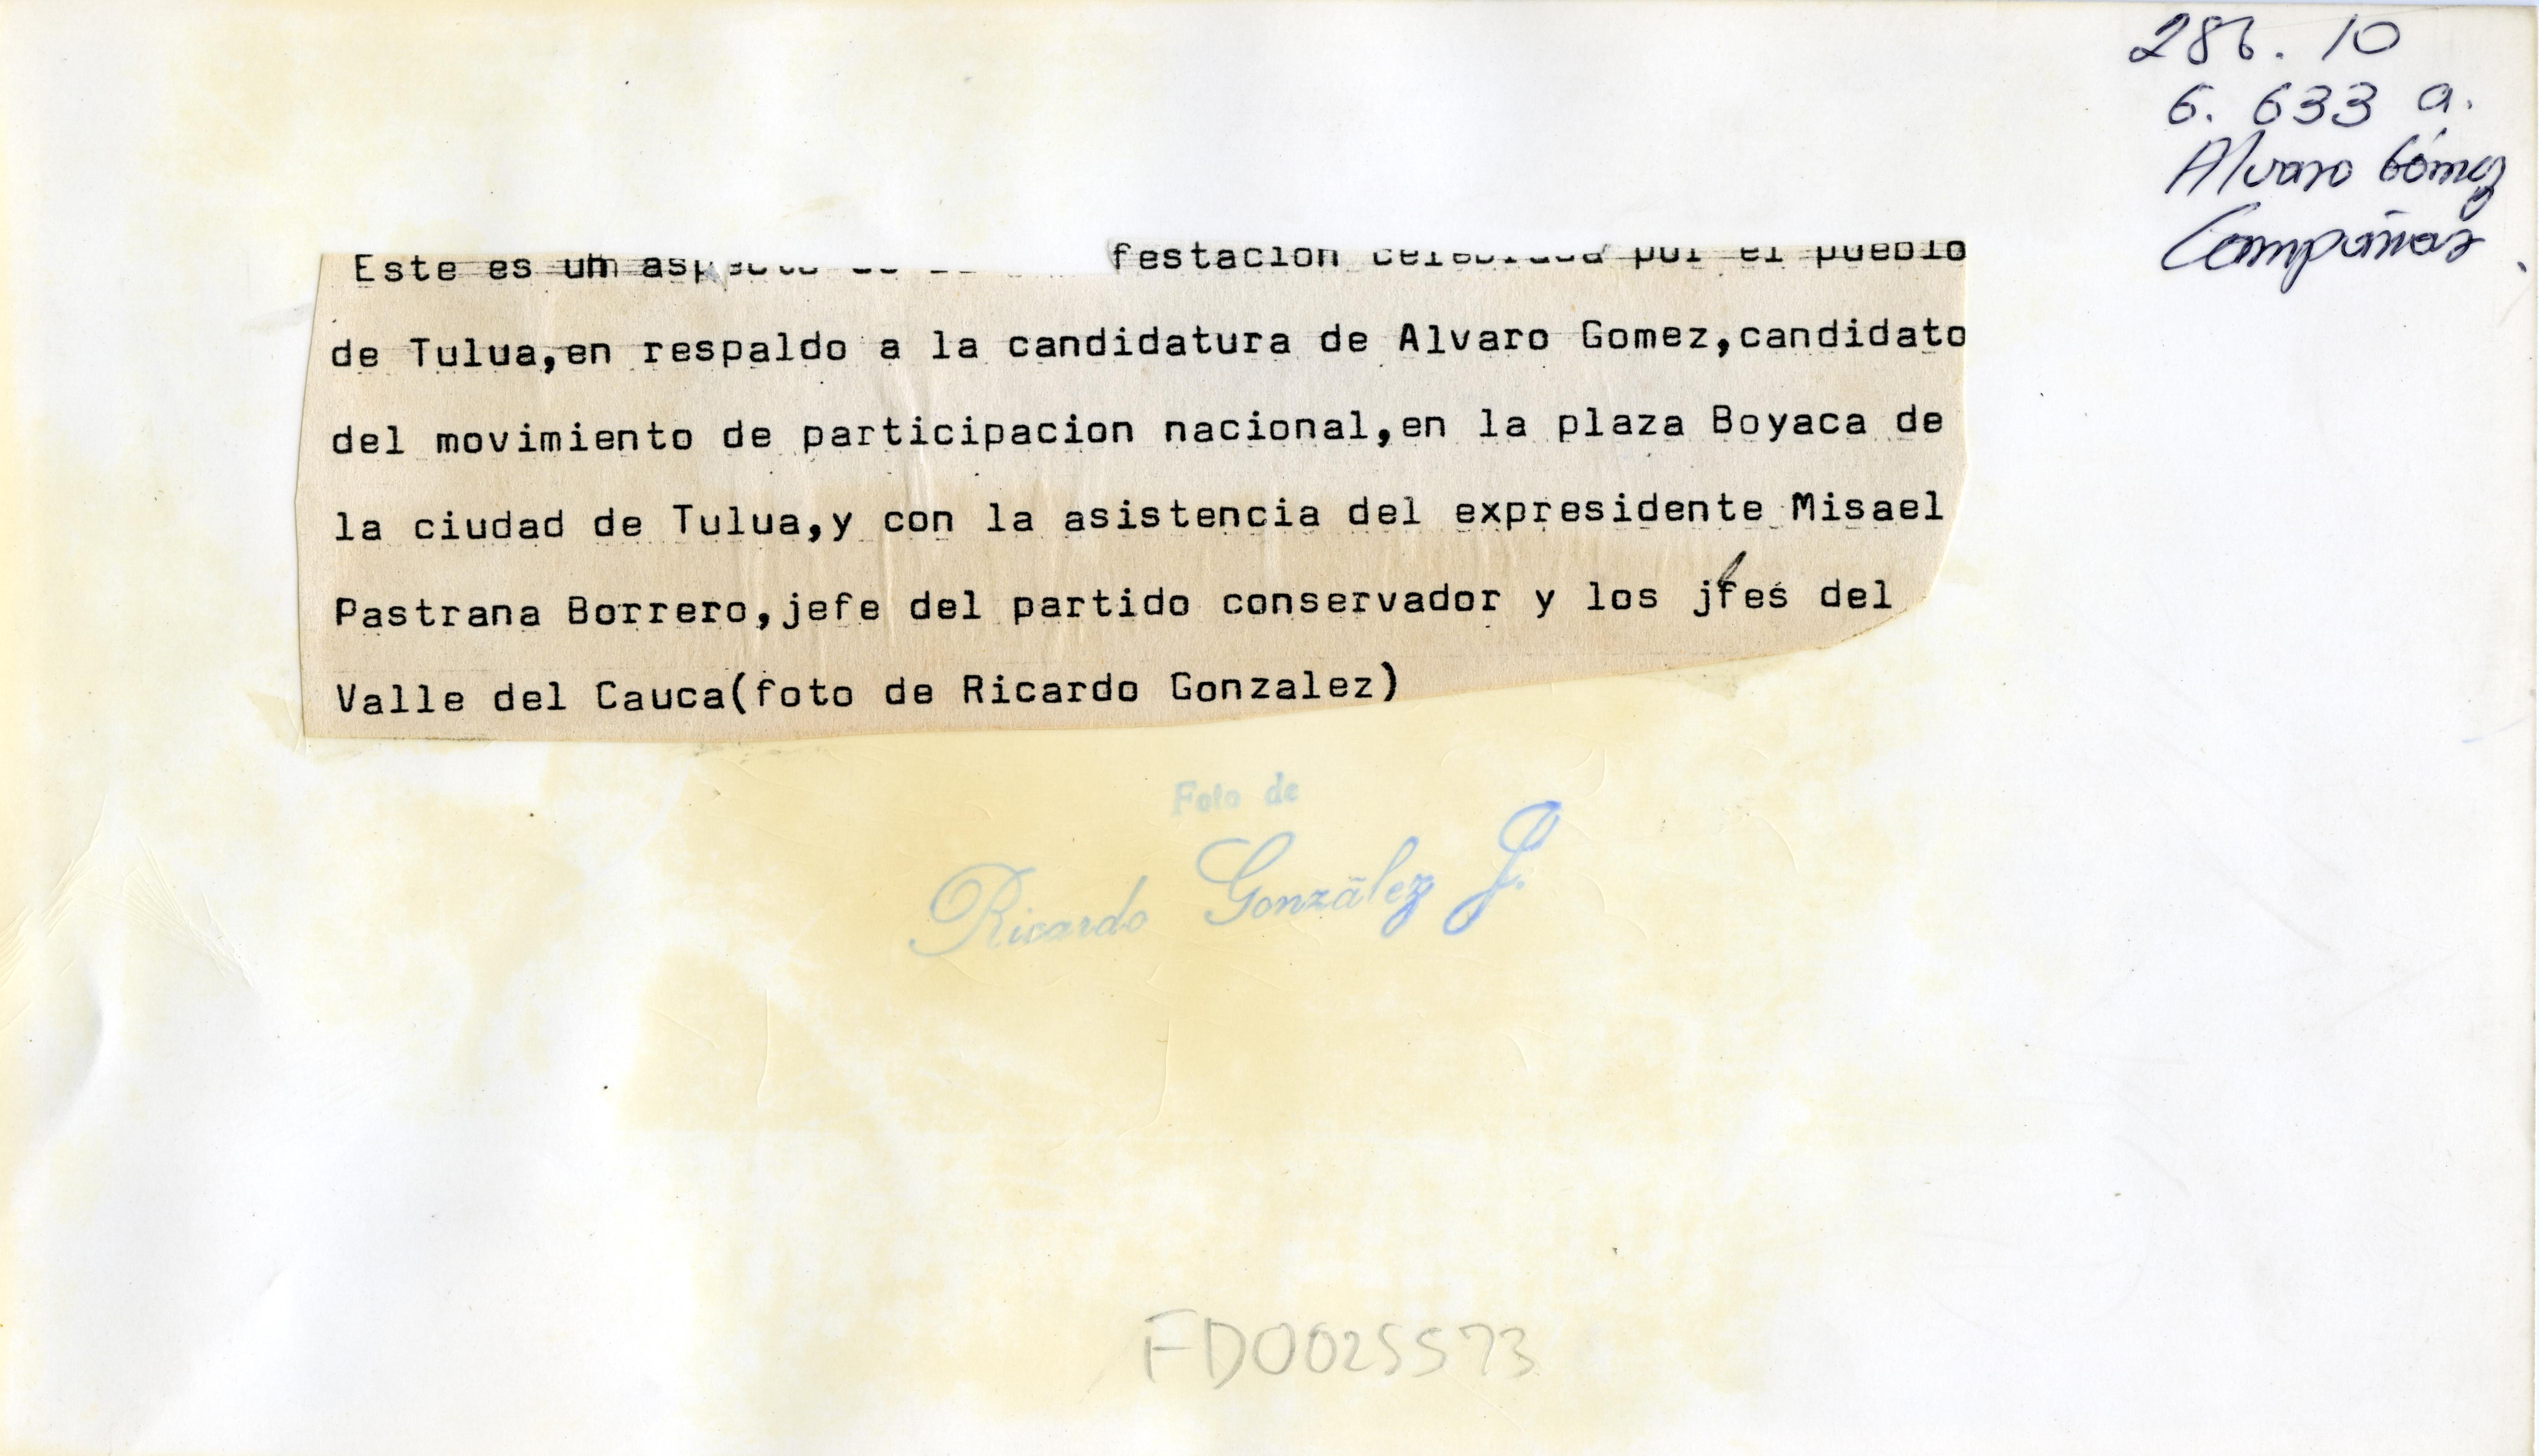 286. 10
6. 633 a.
Alvaro Gómez
Campañas.
Este es um aspecto festacion celebrada por el pueblo
de Tulua,en respaldo a la candidatura de Alvaro Gomez,candidato
del movimiento de participacion nacional,en la plaza Boyaca de
la ciudad de Tulua,y con la asistencia del expresidente Misael
Pastrana Borrero,jefe del partido conservador y los jfes del
Valle del Cauca(foto de Ricardo Gonzalez)
Foto de
Ricardo González J.
FD0025573